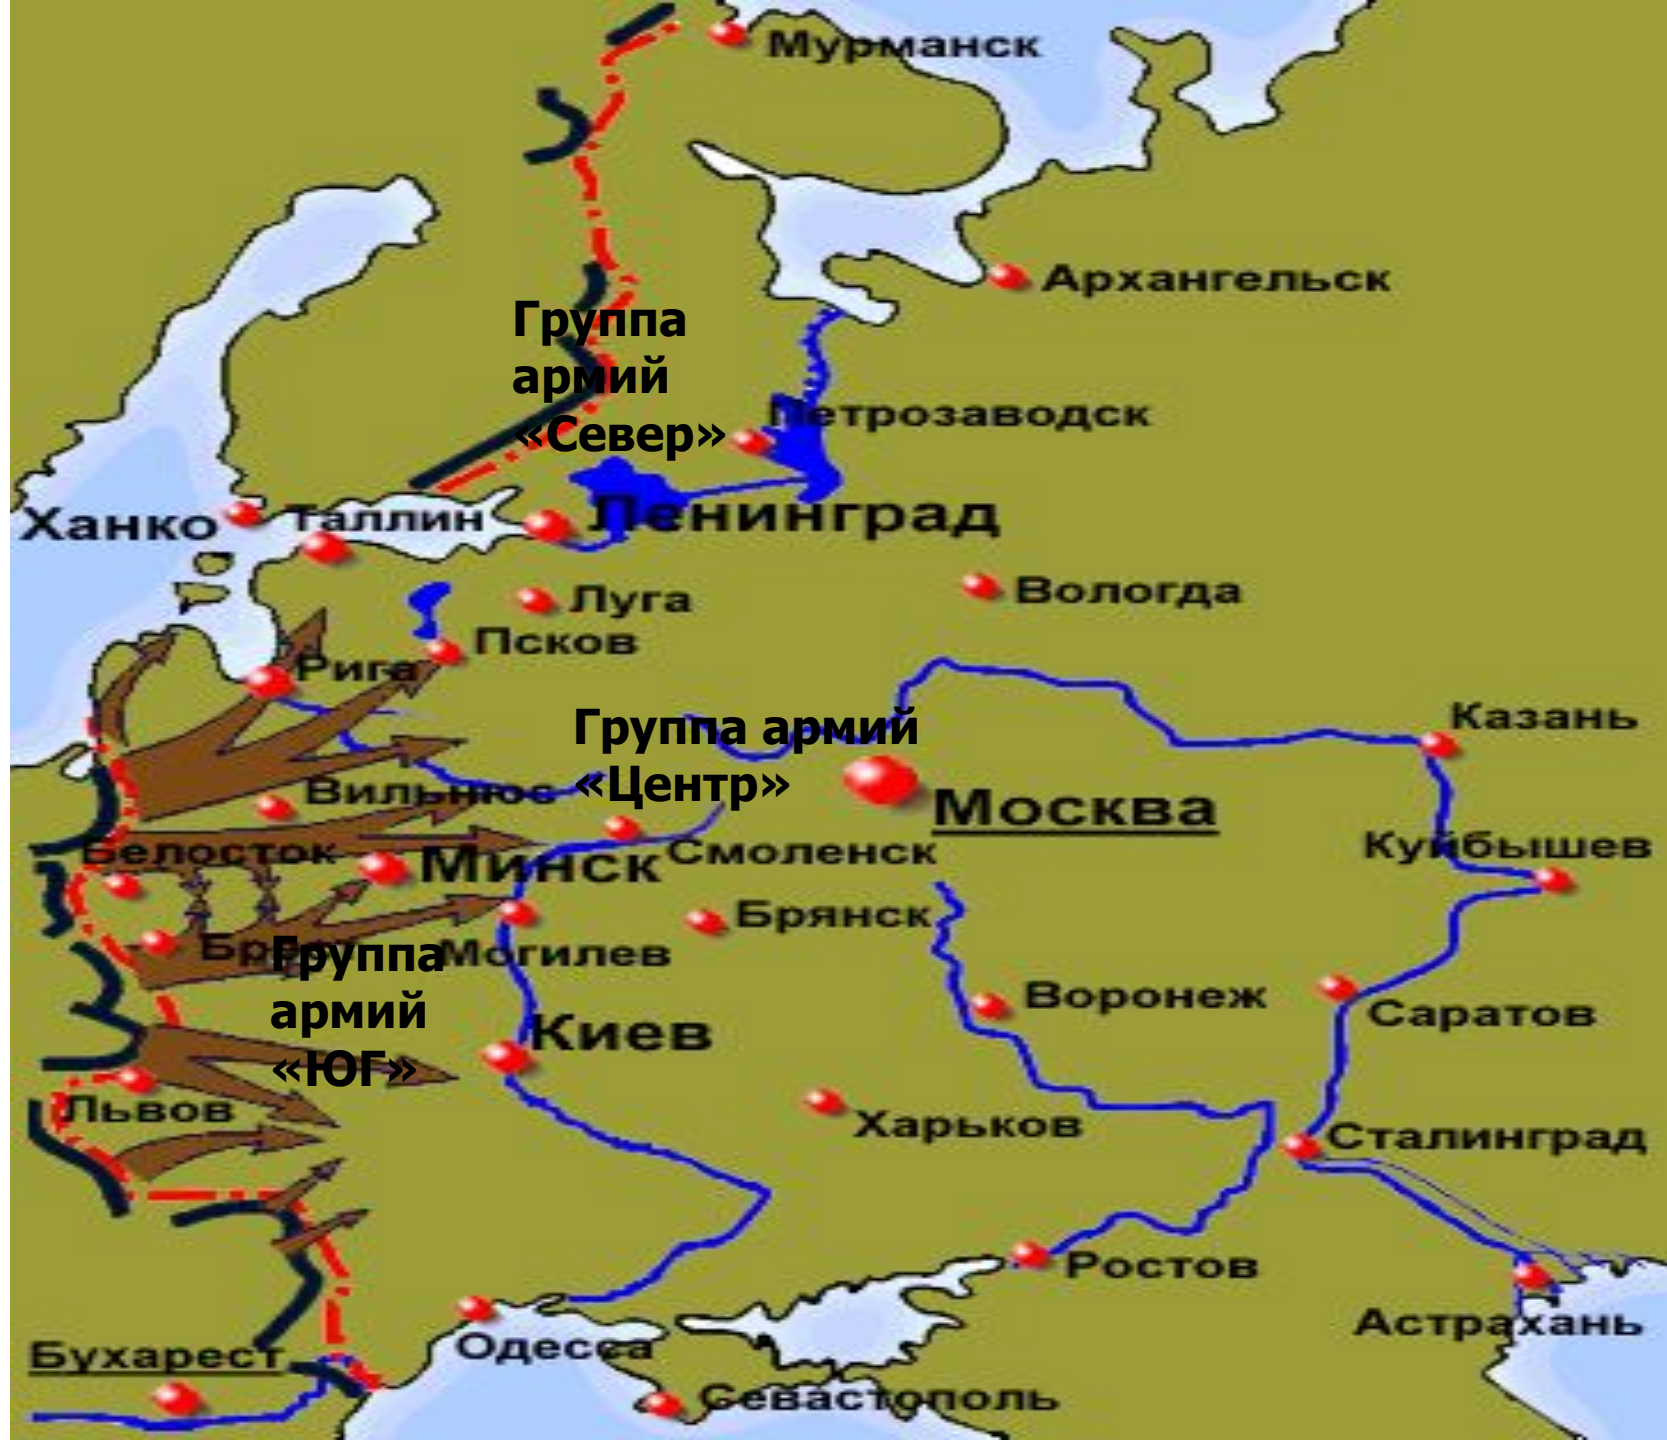 Мурманск
Архангельск
Группа
армий
«Север»
Петрозаводск
Ханко
Таллин
Ленинград
Луга
Вологда
Псков
Рига
Группа армий
«Центр»
Казань
Вильнюс
Москва
Белосток
Минск
Смоленск
Куйбышев
Брянск
Могилев
Группа
армий
«ЮГ»
Воронеж
Саратов
Киев
Львов
Харьков
Сталинград
Ростов
Астрахань
Бухарест
Одесса
Севастополь